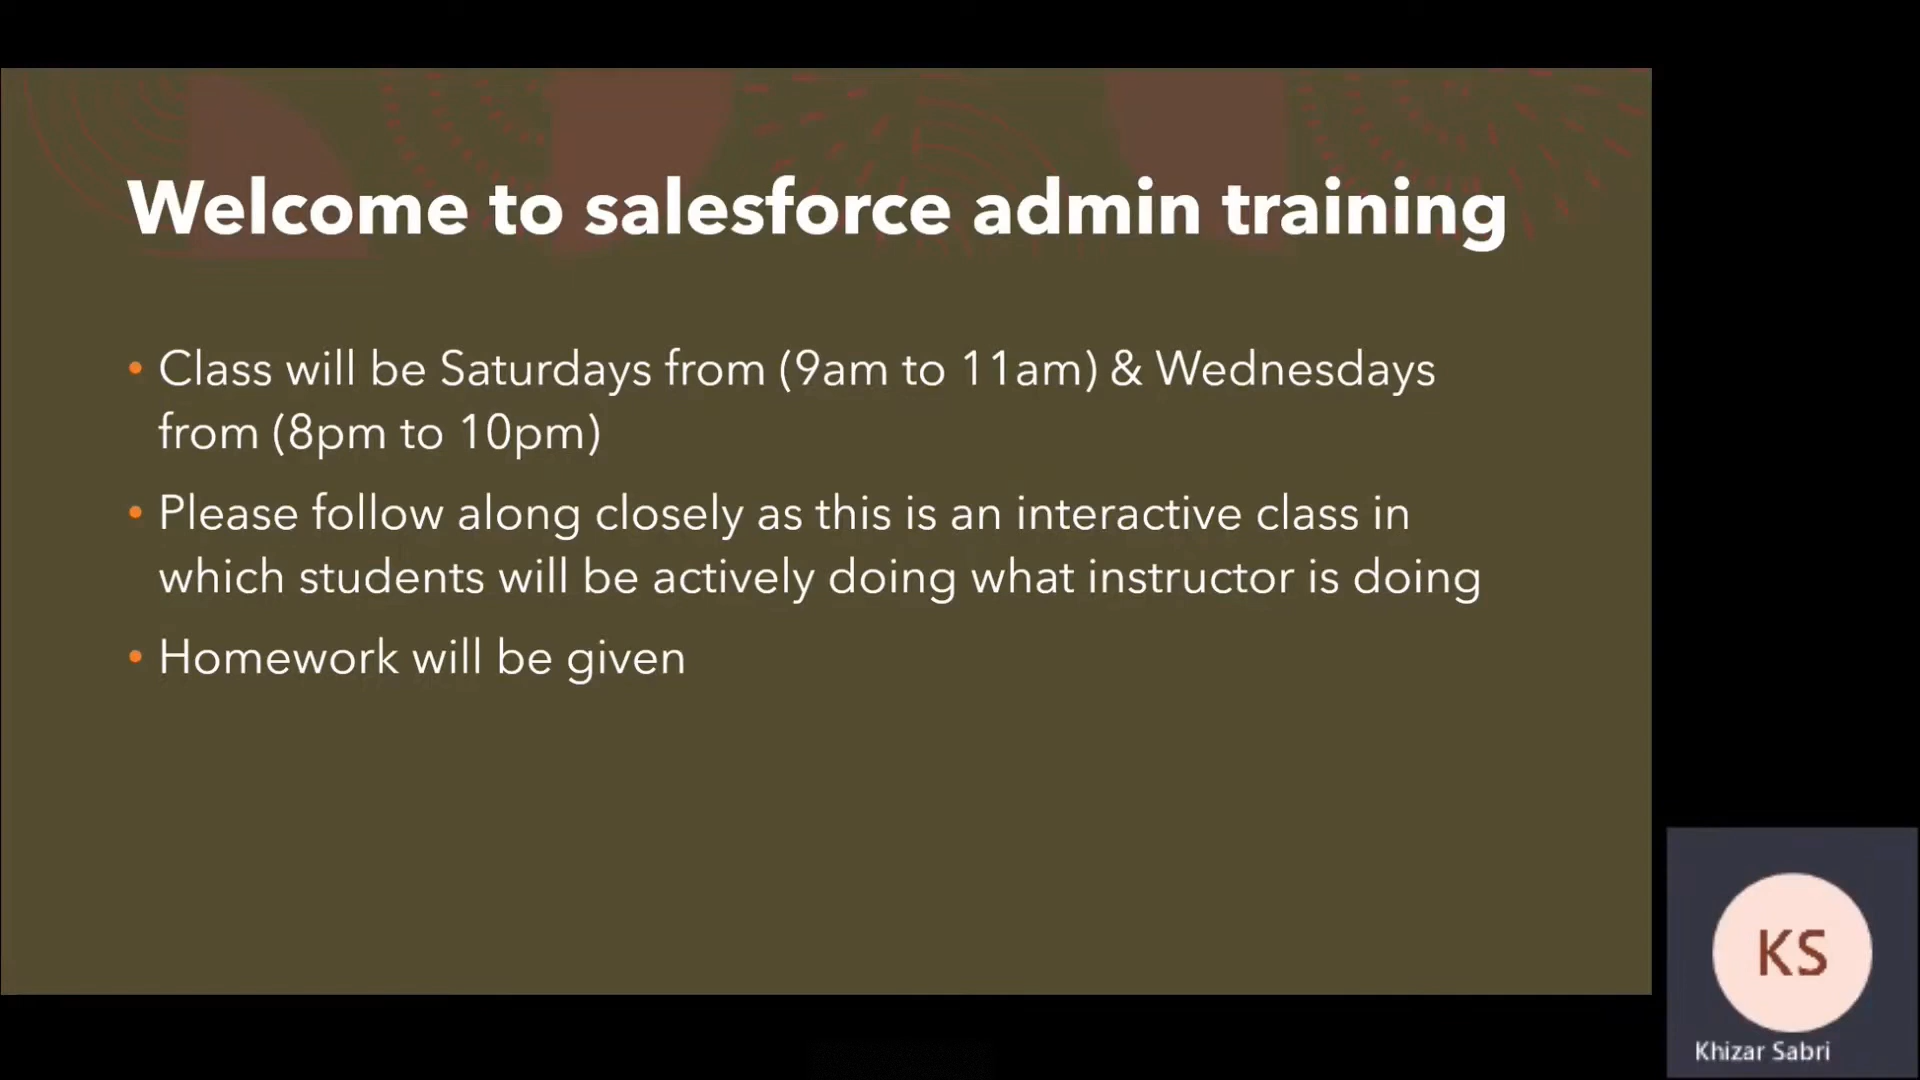 Welcome to salesforce admin training
• Class will be Saturdays from (9am to 11am) & Wednesdays
from (8pm to 10pm)
• Please follow along closely as this is an interactive class in
which students will be actively doing what instructor is doing
• Homework will be given
KS
Khizar Sabri